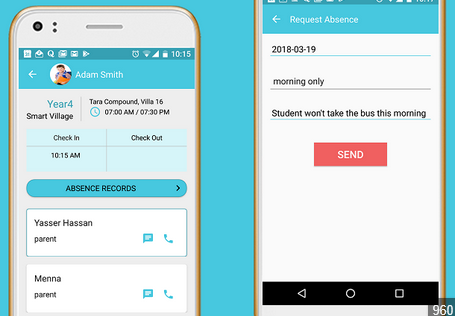 10:15
Adam Smith
Year4
Smart Village
Tara Compound, Villa 16
07:00 AM / 07:30 PM
Check In
Check Out
10:15 AM
ABSENCE RECORDS
Yasser Hassan
parent
Menna
parent
Request Absence
2018-03-19
morning only
Student won't take the bus this morning
SEND
960